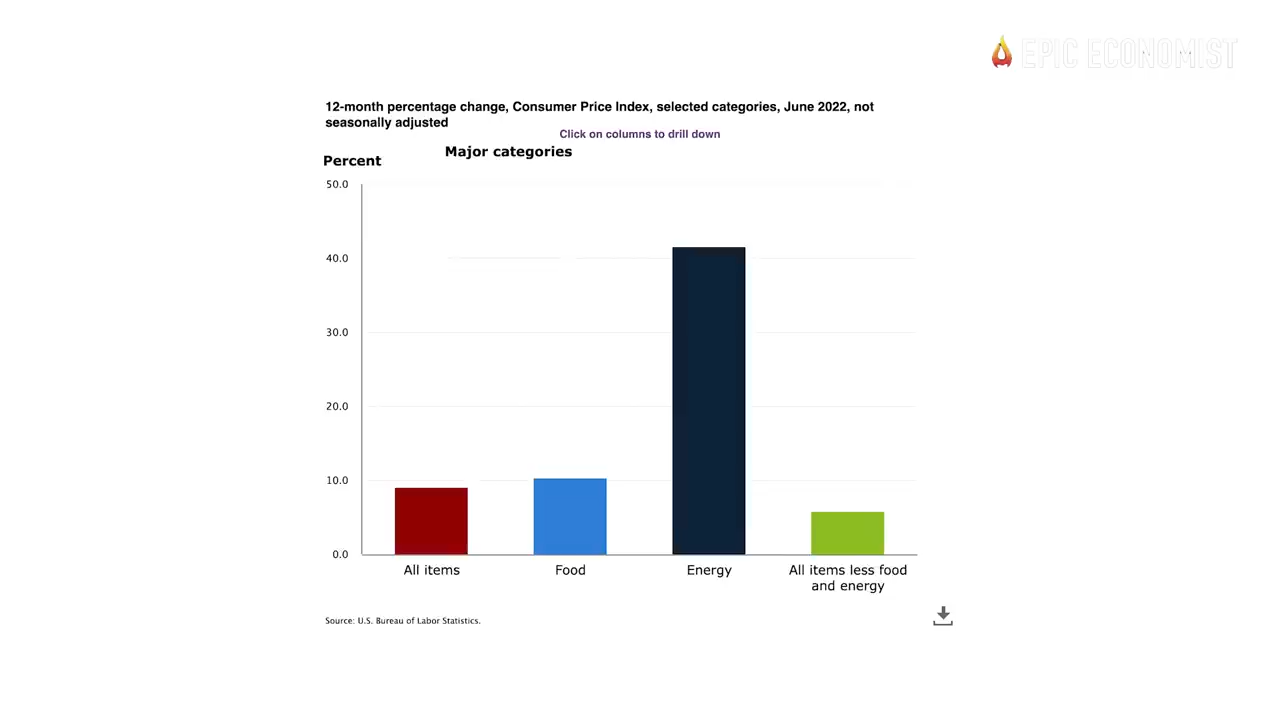 EPIC ECONOMIST
12-month percentage change, Consumer Price Index, selected categories, June 2022, not
seasonally adjusted
Click on columns to drill down
Major categories
Percent
50.0
40.0
30.0
20.0
10.0
0.0
All items
Food
Energy
All items less food
and energy
Source: U.S. Bureau of Labor Statistics.